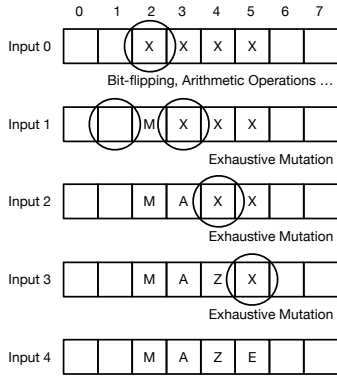 0 1 2 3 4 5 6 7
Input 0 X X X X
Bit-flipping, Arithmetic Operations ...
Input 1 M X X X
Exhaustive Mutation
Input 2 M A X X
Exhaustive Mutation
Input 3 M A Z X
Exhaustive Mutation
Input 4 M A Z E